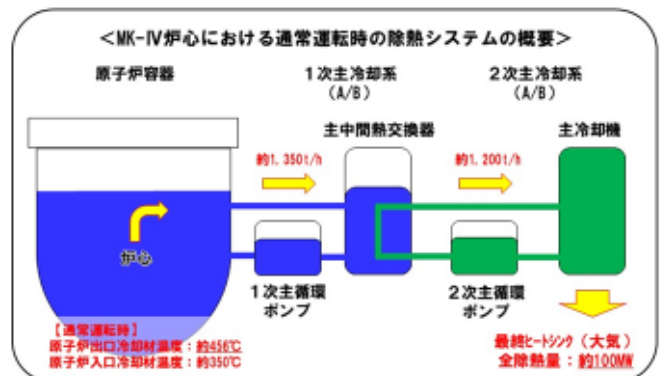 <MK-Ⅳ炉心における通常運転時の除熱システムの概要>
原子炉容器
1次主冷却系
(A/B)
2次主冷却系
(A/B)
主中間熱交換器
主冷却機
約1,350t/h
約1,200t/h
炉心
1次主循環
ポンプ
2次主循環
ポンプ
【通常運転時】
原子炉出口冷却材温度:約456℃
原子炉入口冷却材温度:約350℃
最終ヒートシンク(大気)
全除熱量:約100MW